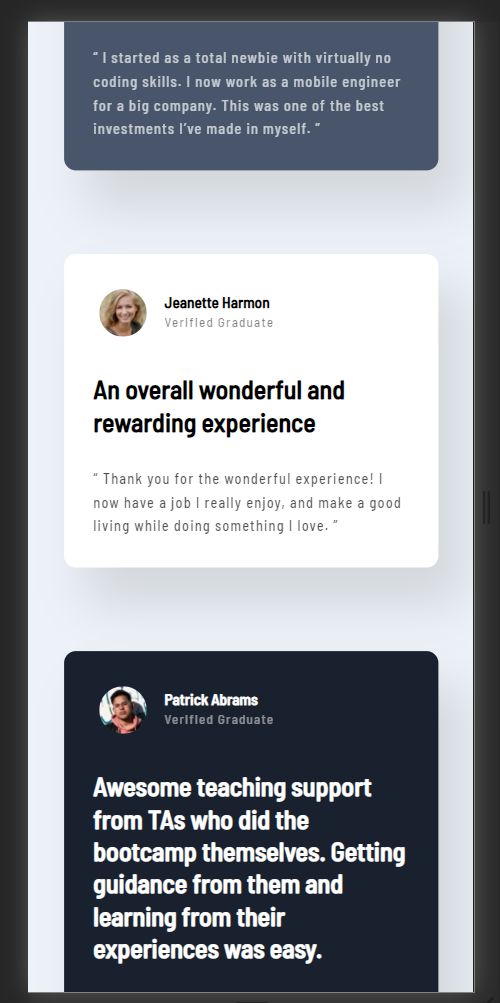 “ I started as a total newbie with virtually no
coding skills. I now work as a mobile engineer
for a big company. This was one of the best
investments I’ve made in myself. ”
Jeanette Harmon
Verified Graduate
An overall wonderful and
rewarding experience
“ Thank you for the wonderful experience! I
now have a job I really enjoy, and make a good
living while doing something I love. ”
Patrick Abrams
Verified Graduate
Awesome teaching support
from TAs who did the
bootcamp themselves. Getting
guidance from them and
learning from their
experiences was easy.